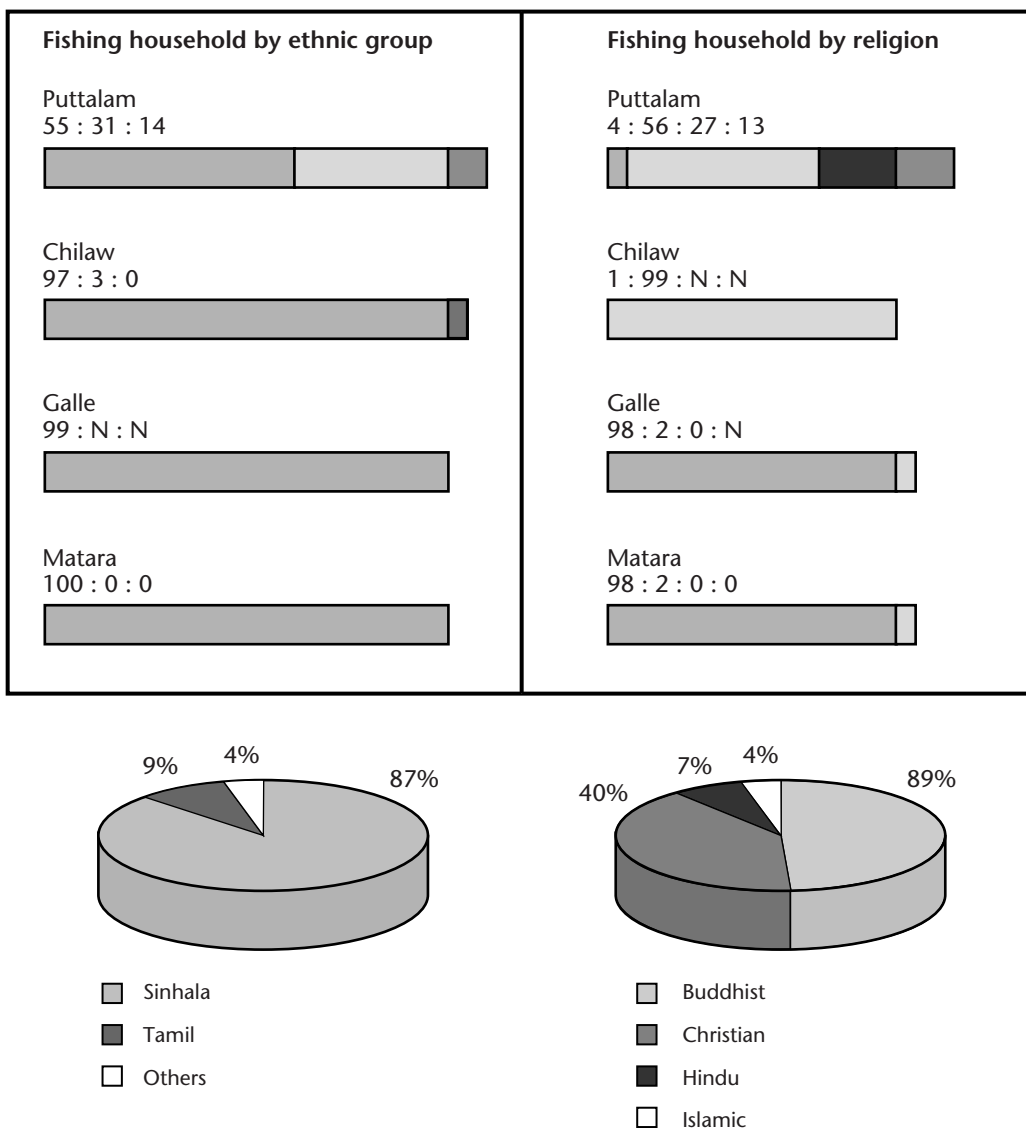 Fishing household by ethnic group
Puttalam
55 : 31 : 14
Chilaw
97 : 3 : 0
Galle
99 : N : N
Matara
100 : 0 : 0
Fishing household by religion
Puttalam
4 : 56 : 27 : 13
Chilaw
1 : 99 : N : N
Galle
98 : 2 : 0 : N
Matara
98 : 2 : 0 : 0
9%
4%
87%
Sinhala
Tamil
Others
40%
7%
4%
89%
Buddhist
Christian
Hindu
Islamic